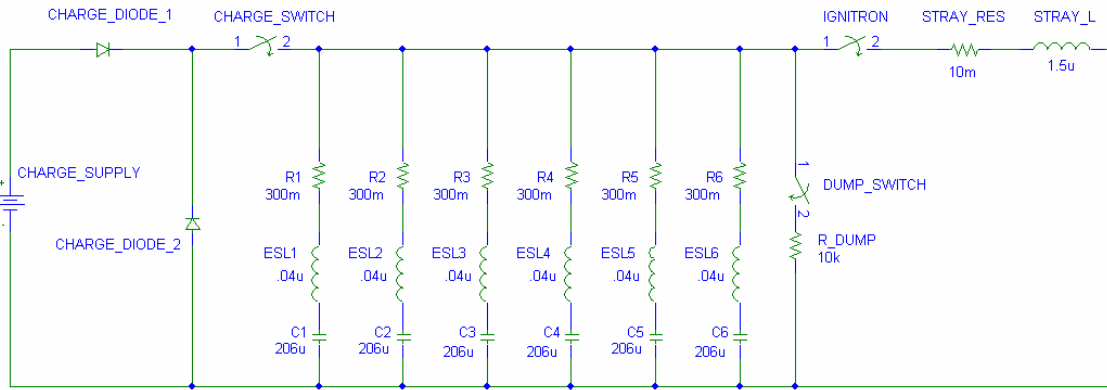 CHARGE_DIODE_1
CHARGE_SWITCH
IGNITRON
STRAY_RES
STRAY_L
1 2
1 2
10m
1.5u
+
CHARGE_SUPPLY
-
CHARGE_DIODE_2
R1
300m
R2
300m
R3
300m
R4
300m
R5
300m
R6
300m
1
DUMP_SWITCH
2
R_DUMP
10k
ESL1
.04u
ESL2
.04u
ESL3
.04u
ESL4
.04u
ESL5
.04u
ESL6
.04u
C1
206u
C2
206u
C3
206u
C4
206u
C5
206u
C6
206u